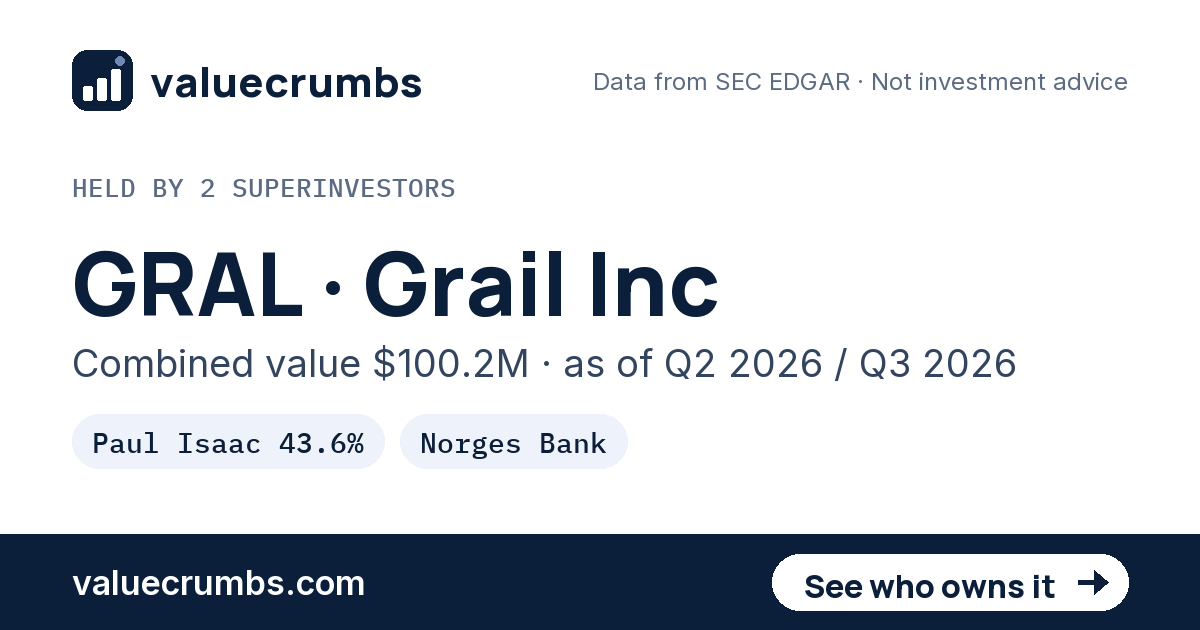 valuecrumbs
Data from SEC EDGAR · Not investment advice
HELD BY 2 SUPERINVESTORS
GRAL · Grail Inc
Combined value $100.2M · as of Q2 2026 / Q3 2026
Paul Isaac 43.6%
Norges Bank
valuecrumbs.com
See who owns it →